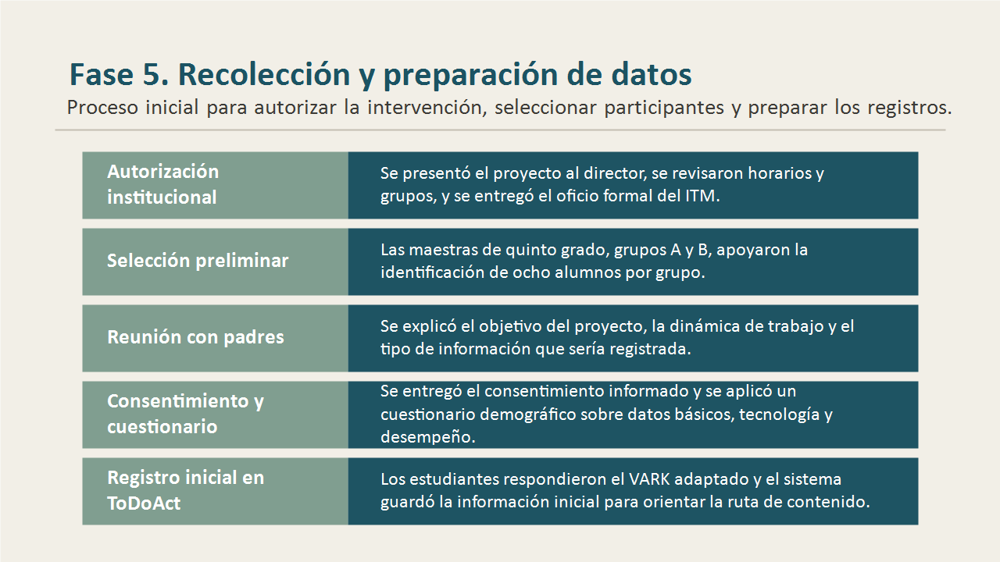 Fase 5. Recolección y preparación de datos
Proceso inicial para autorizar la intervención, seleccionar participantes y preparar los registros.
Autorización
institucional
Se presentó el proyecto al director, se revisaron horarios y
grupos, y se entregó el oficio formal del ITM.
Selección preliminar
Las maestras de quinto grado, grupos A y B, apoyaron la
identificación de ocho alumnos por grupo.
Reunión con padres
Se explicó el objetivo del proyecto, la dinámica de trabajo y el
tipo de información que sería registrada.
Consentimiento y
cuestionario
Se entregó el consentimiento informado y se aplicó un
cuestionario demográfico sobre datos básicos, tecnología y
desempeño.
Registro inicial en
ToDoAct
Los estudiantes respondieron el VARK adaptado y el sistema
guardó la información inicial para orientar la ruta de contenido.